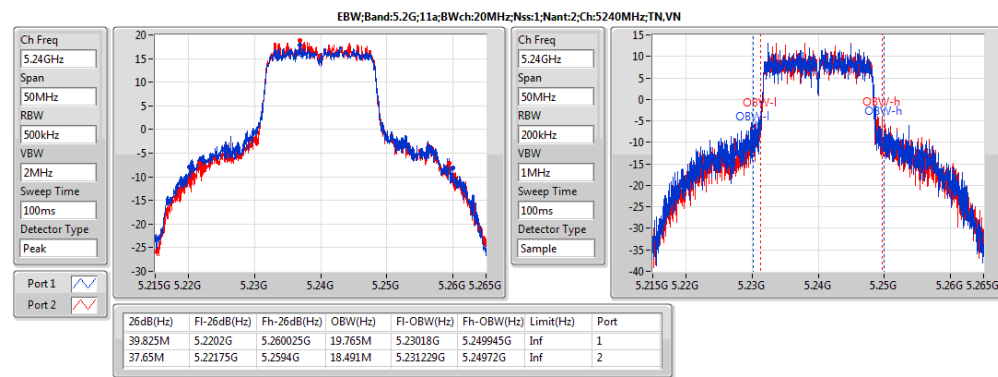 EBW;Band:5.2G;11a;BWch:20MHz;Nss:1;Nant:2;Ch:5240MHz;TN,VN
Ch Freq
5.24GHz
Span
50MHz
RBW
500kHz
VBW
2MHz
Sweep Time
100ms
Detector Type
Peak
Port 1
Port 2
20
15
10
5
0
-5
-10
-15
-20
-25
-30
5.215G 5.22G 5.23G 5.24G 5.25G 5.26G 5.265G
Ch Freq
5.24GHz
Span
50MHz
RBW
200kHz
VBW
1MHz
Sweep Time
100ms
Detector Type
Sample
15
10
5
0
-5
-10
-15
-20
-25
-30
-35
-40
OBW-l
OBW-l
OBW-h
OBW-h
5.215G 5.22G 5.23G 5.24G 5.25G 5.26G 5.265G
26dB(Hz) Fl-26dB(Hz) Fh-26dB(Hz) OBW(Hz) Fl-OBW(Hz) Fh-OBW(Hz) Limit(Hz) Port
39.825M 5.2202G 5.260025G 19.765M 5.23018G 5.249945G Inf 1
37.65M 5.22175G 5.2594G 18.491M 5.231229G 5.24972G Inf 2